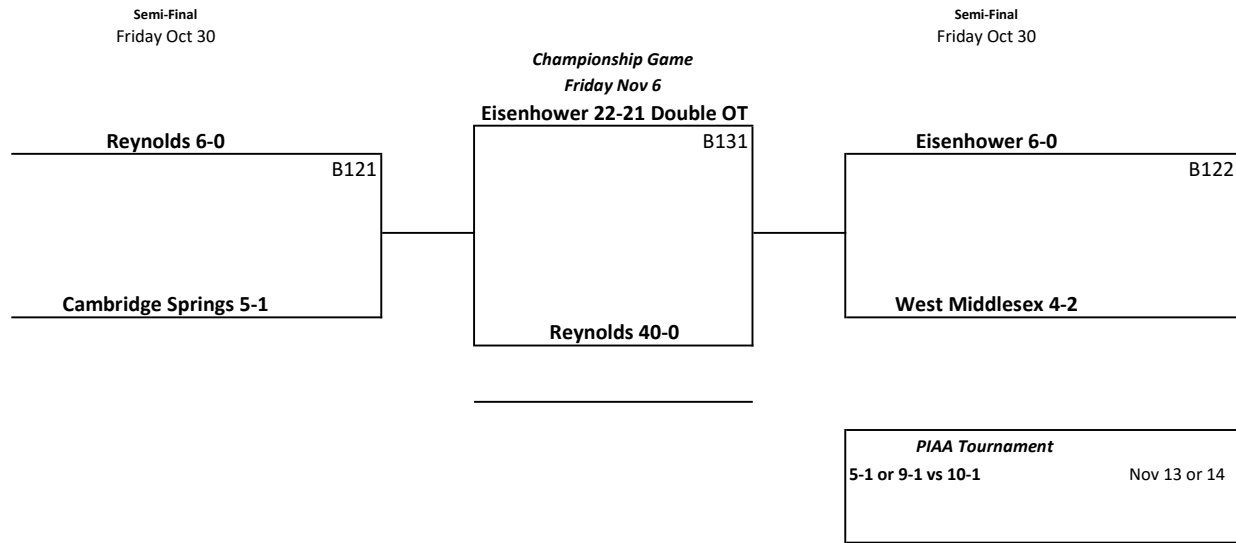 Semi-Final
Friday Oct 30
Semi-Final
Friday Oct 30
Championship Game
Friday Nov 6
Eisenhower 22-21 Double OT
Reynolds 6-0
B131
Eisenhower 6-0
B121
B122
Cambridge Springs 5-1
West Middlesex 4-2
Reynolds 40-0
PIAA Tournament
5-1 or 9-1 vs 10-1 Nov 13 or 14